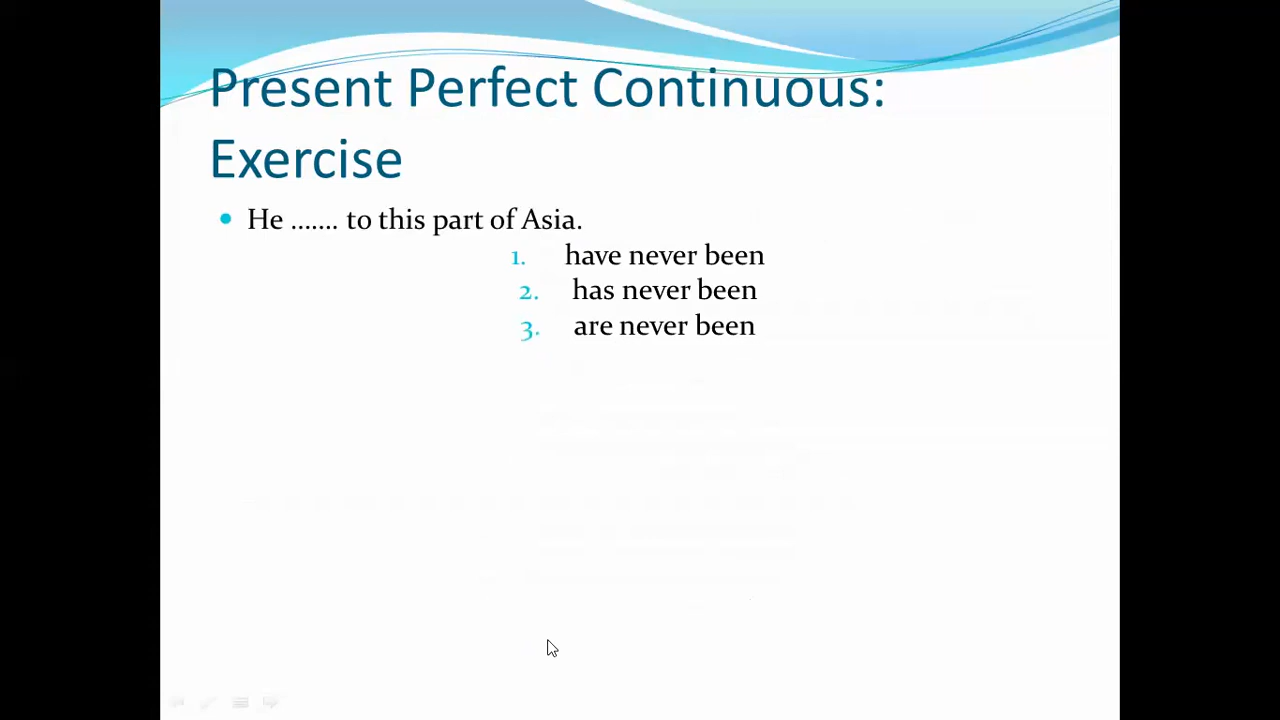 Present Perfect Continuous:
Exercise
• He ....... to this part of Asia.
1. have never been
2. has never been
3. are never been